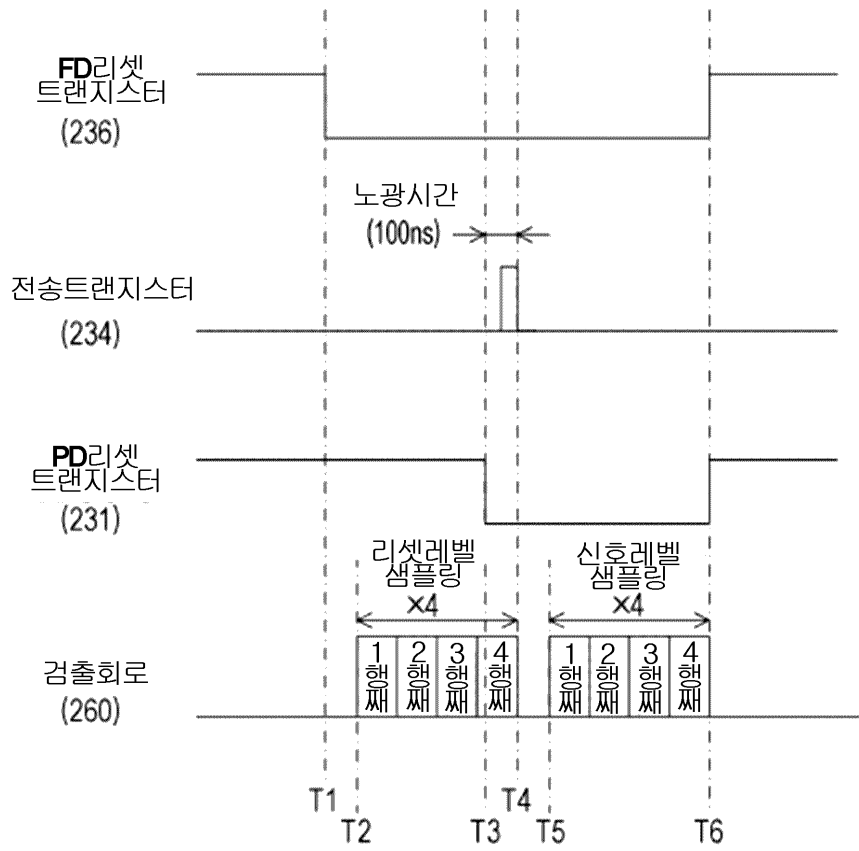 FD리셋
트랜지스터
(236)
노광시간
(100ns)
전송트랜지스터
(234)
PD리셋
트랜지스터
(231)
리셋레벨
샘플링
×4
신호레벨
샘플링
×4
검출회로
(260)
1행째
2행째
3행째
4행째
1행째
2행째
3행째
4행째
T1
T2
T3
T4
T5
T6